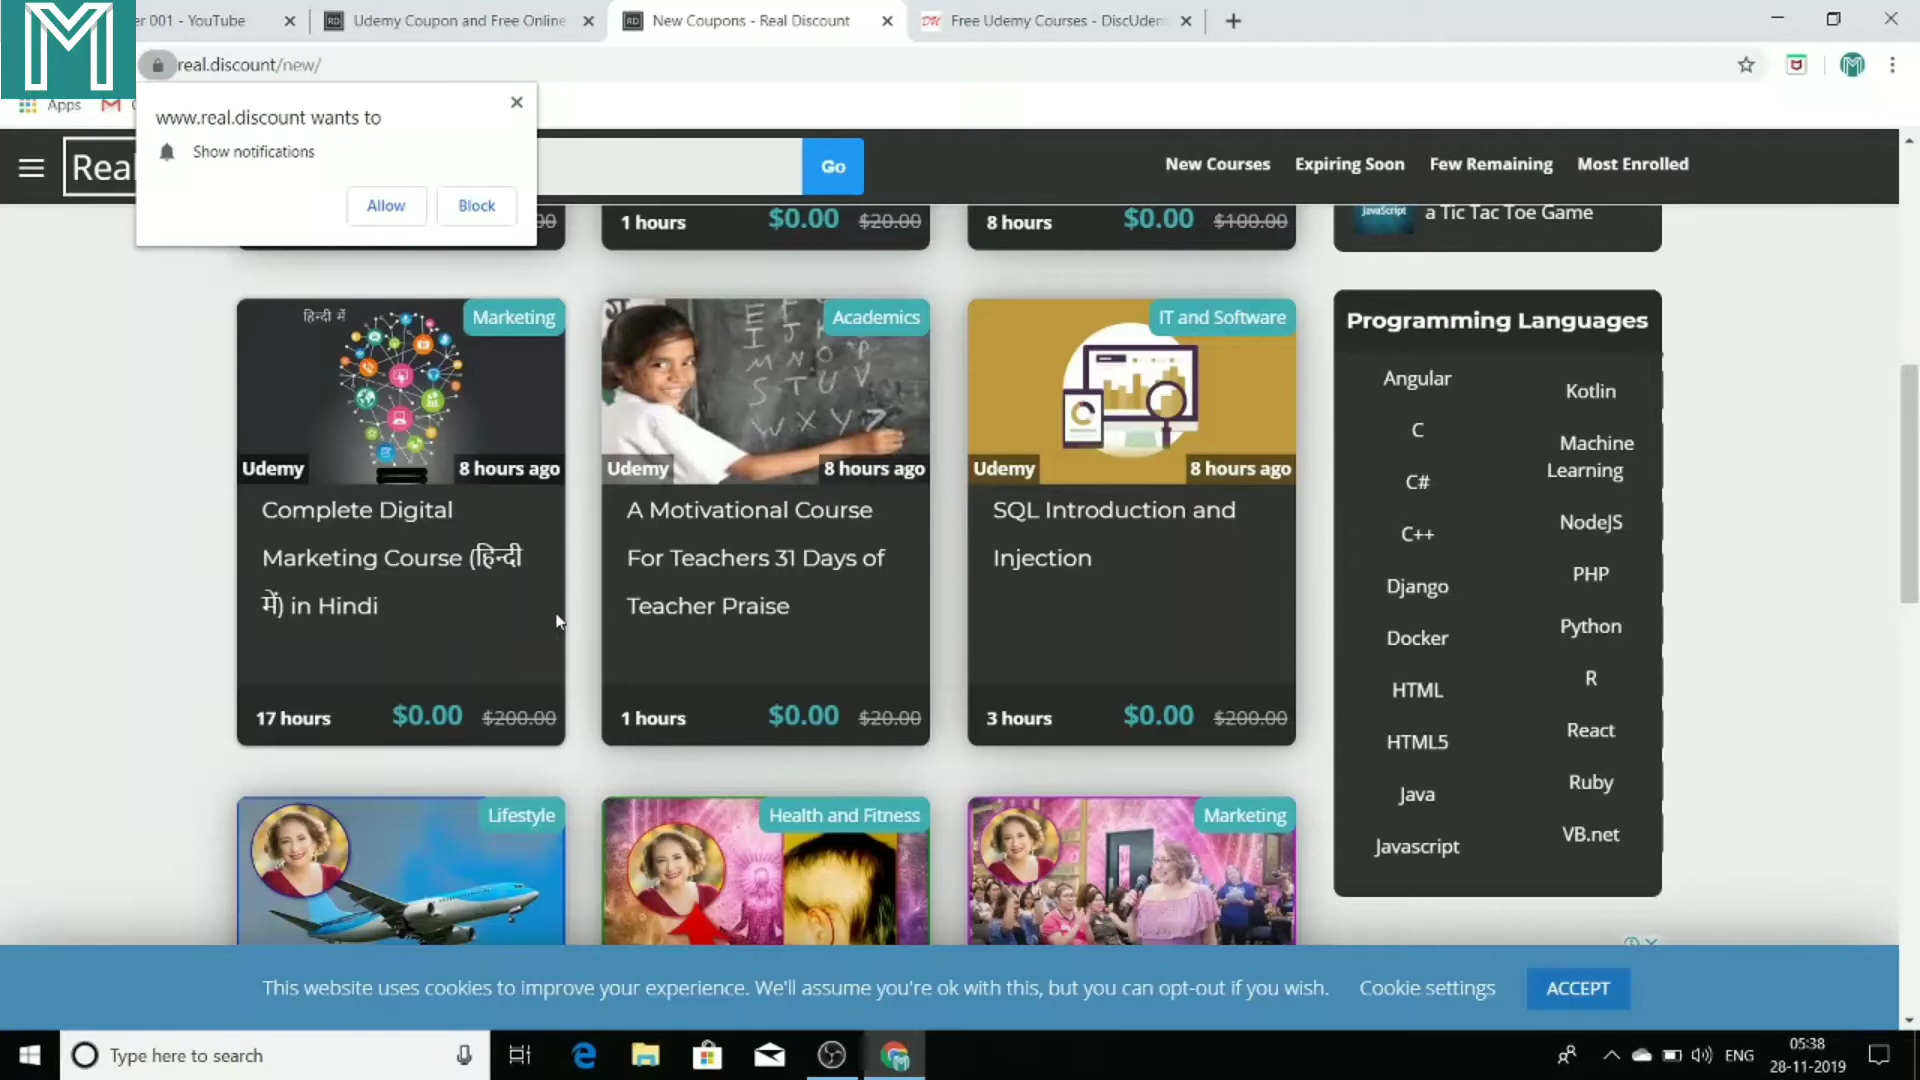 er 001 - YouTube
Udemy Coupon and Free Online
New Coupons - Real Discount
Free Udemy Courses - DiscUdem
real.discount/new/
Apps
www.real.discount wants to
Show notifications
Allow
Block
Real
Go
New Courses
Expiring Soon
Few Remaining
Most Enrolled
1 hours $0.00 $20.00
8 hours $0.00 $100.00
JavaScript
a Tic Tac Toe Game
हिन्दी में
Marketing
Udemy
8 hours ago
Complete Digital
Marketing Course (हिन्दी
में) in Hindi
17 hours $0.00 $200.00
Academics
Udemy
8 hours ago
A Motivational Course
For Teachers 31 Days of
Teacher Praise
1 hours $0.00 $20.00
IT and Software
Udemy
8 hours ago
SQL Introduction and
Injection
3 hours $0.00 $200.00
Programming Languages
Angular
C
C#
C++
Django
Docker
HTML
HTML5
Java
Javascript
Kotlin
Machine
Learning
NodeJS
PHP
Python
R
React
Ruby
VB.net
Lifestyle
Health and Fitness
Marketing
This website uses cookies to improve your experience. We'll assume you're ok with this, but you can opt-out if you wish.
Cookie settings
ACCEPT
Type here to search
ENG
05:38
28-11-2019